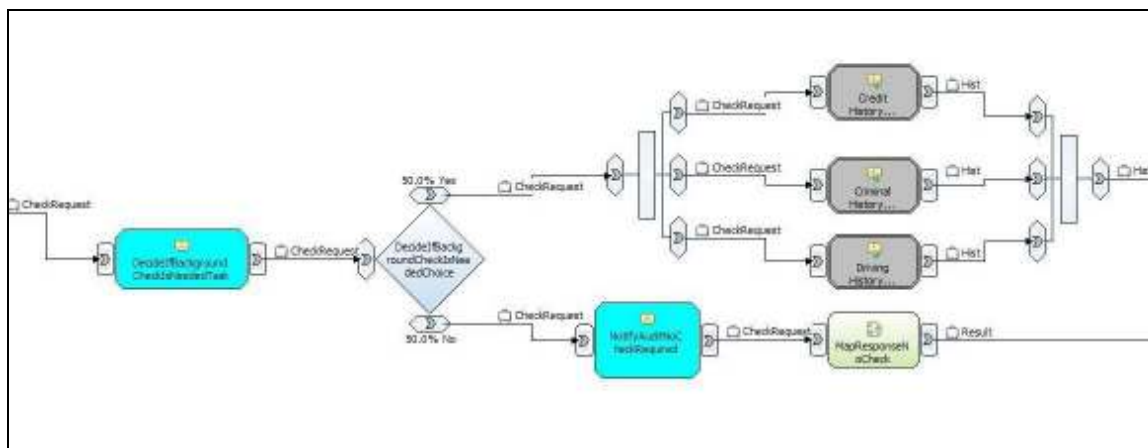 CheckRequest
DecideIfBackground
CheckIsNeededTask
CheckRequest
50.0% Yes
DecideIfBackg
roundCheckIsNee
dedChoice
50.0% No
CheckRequest
CheckRequest
Credit
History...
Hist
CheckRequest
Criminal
History...
Hist
CheckRequest
Driving
History...
Hist
CheckRequest
NotifyAuditNoC
heckRequired
CheckRequest
MapResponseN
oCheck
Result